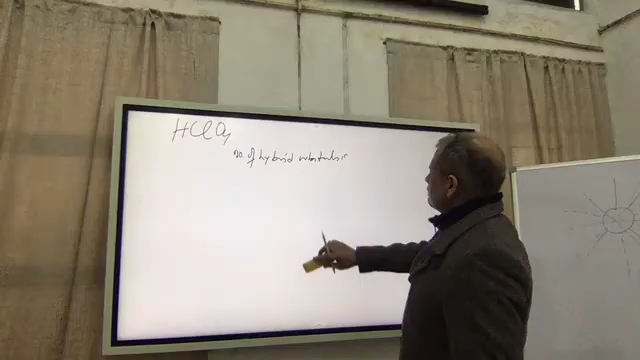 HClO4
no. of hybrid orbitals =